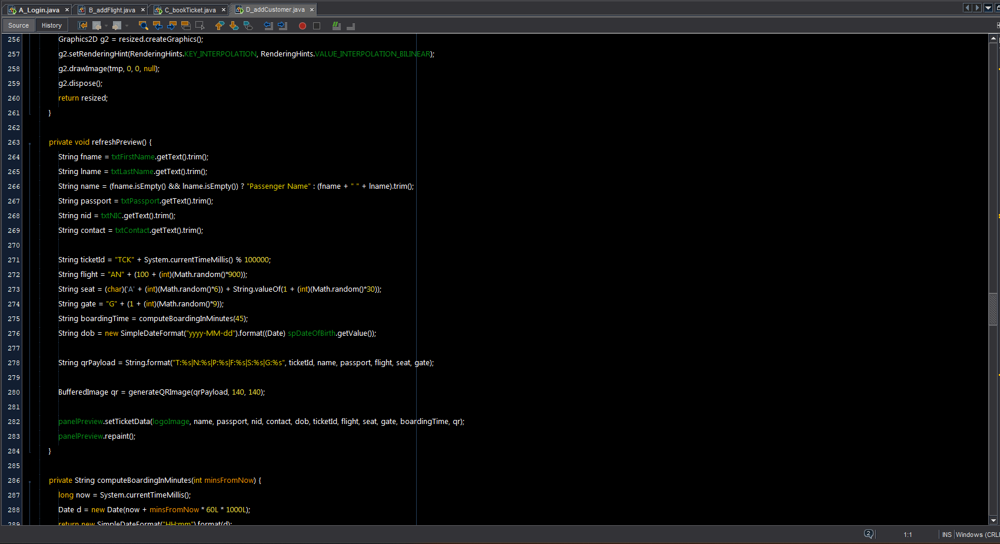 A_Login.java × B_addFlight.java × C_bookTicket.java × D_addCustomer.java ×
Source History
256 Graphics2D g2 = resized.createGraphics();
257 g2.setRenderingHint(RenderingHints.KEY_INTERPOLATION, RenderingHints.VALUE_INTERPOLATION_BILINEAR);
258 g2.drawImage(tmp, 0, 0, null);
259 g2.dispose();
260 return resized;
261 }
262
263 private void refreshPreview() {
264 String fname = txtFirstName.getText().trim();
265 String lname = txtLastName.getText().trim();
266 String name = (fname.isEmpty() && lname.isEmpty()) ? "Passenger Name" : (fname + " " + lname).trim();
267 String passport = txtPassport.getText().trim();
268 String nid = txtNIC.getText().trim();
269 String contact = txtContact.getText().trim();
270
271 String ticketId = "TCK" + System.currentTimeMillis() % 100000;
272 String flight = "AN" + (100 + (int)(Math.random()*900));
273 String seat = (char)('A' + (int)(Math.random()*6)) + String.valueOf(1 + (int)(Math.random()*30));
274 String gate = "G" + (1 + (int)(Math.random()*9));
275 String boardingTime = computeBoardingInMinutes(45);
276 String dob = new SimpleDateFormat("yyyy-MM-dd").format((Date) spDateOfBirth.getValue());
277
278 String qrPayload = String.format("T:%s|N:%s|P:%s|F:%s|S:%s|G:%s", ticketId, name, passport, flight, seat, gate);
279
280 BufferedImage qr = generateQRImage(qrPayload, 140, 140);
281
282 panelPreview.setTicketData(logoImage, name, passport, nid, contact, dob, ticketId, flight, seat, gate, boardingTime, qr);
283 panelPreview.repaint();
284 }
285
286 private String computeBoardingInMinutes(int minsFromNow) {
287 long now = System.currentTimeMillis();
288 Date d = new Date(now + minsFromNow * 60L * 1000L);
289 return new SimpleDateFormat("HH:mm").format(d);
2 1:1 INS Windows (CRL